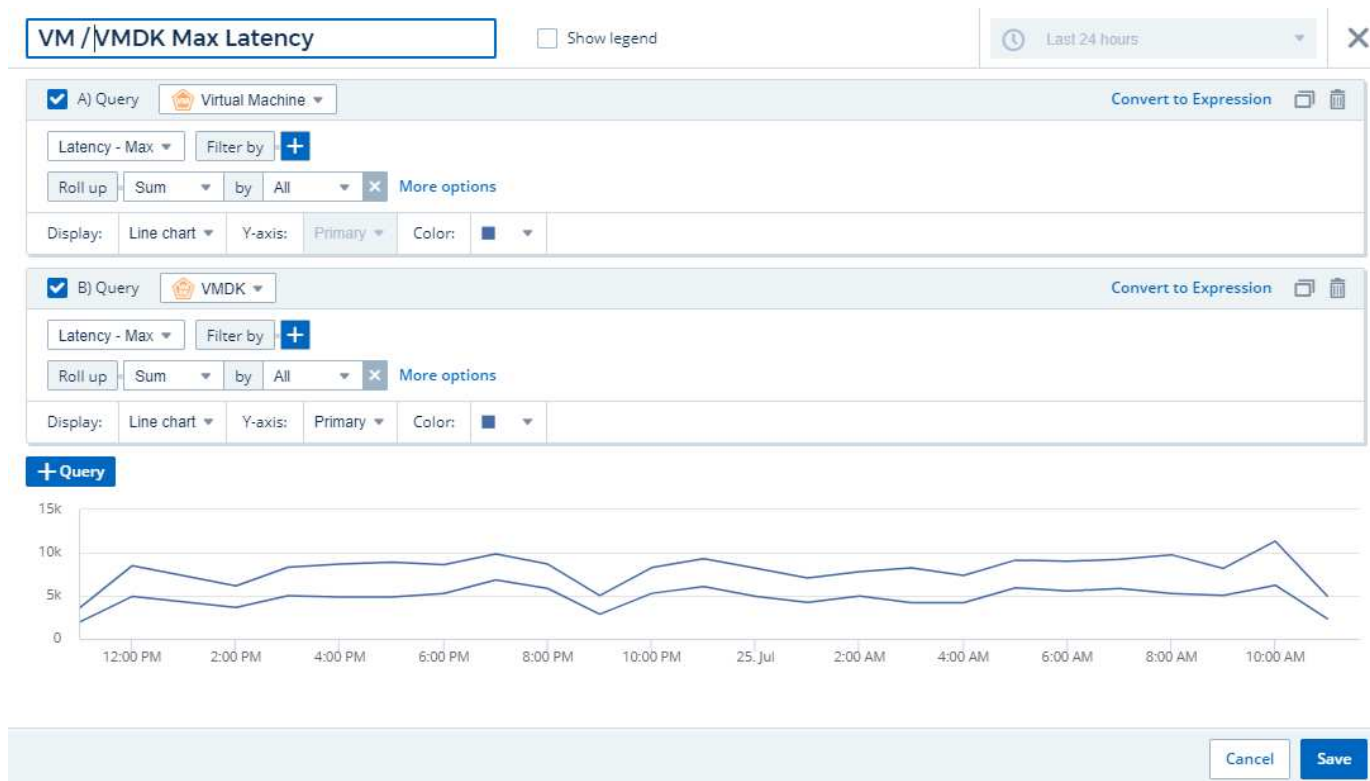 VM / VMDK Max Latency Show legend Last 24 hours
A) Query Virtual Machine Convert to Expression
Latency - Max Filter by +
Roll up Sum by All × More options
Display: Line chart Y-axis: Primary Color:
B) Query VMDK Convert to Expression
Latency - Max Filter by +
Roll up Sum by All × More options
Display: Line chart Y-axis: Primary Color:
+ Query
15k
10k
5k
0
12:00 PM 2:00 PM 4:00 PM 6:00 PM 8:00 PM 10:00 PM 25. Jul 2:00 AM 4:00 AM 6:00 AM 8:00 AM 10:00 AM
Cancel Save